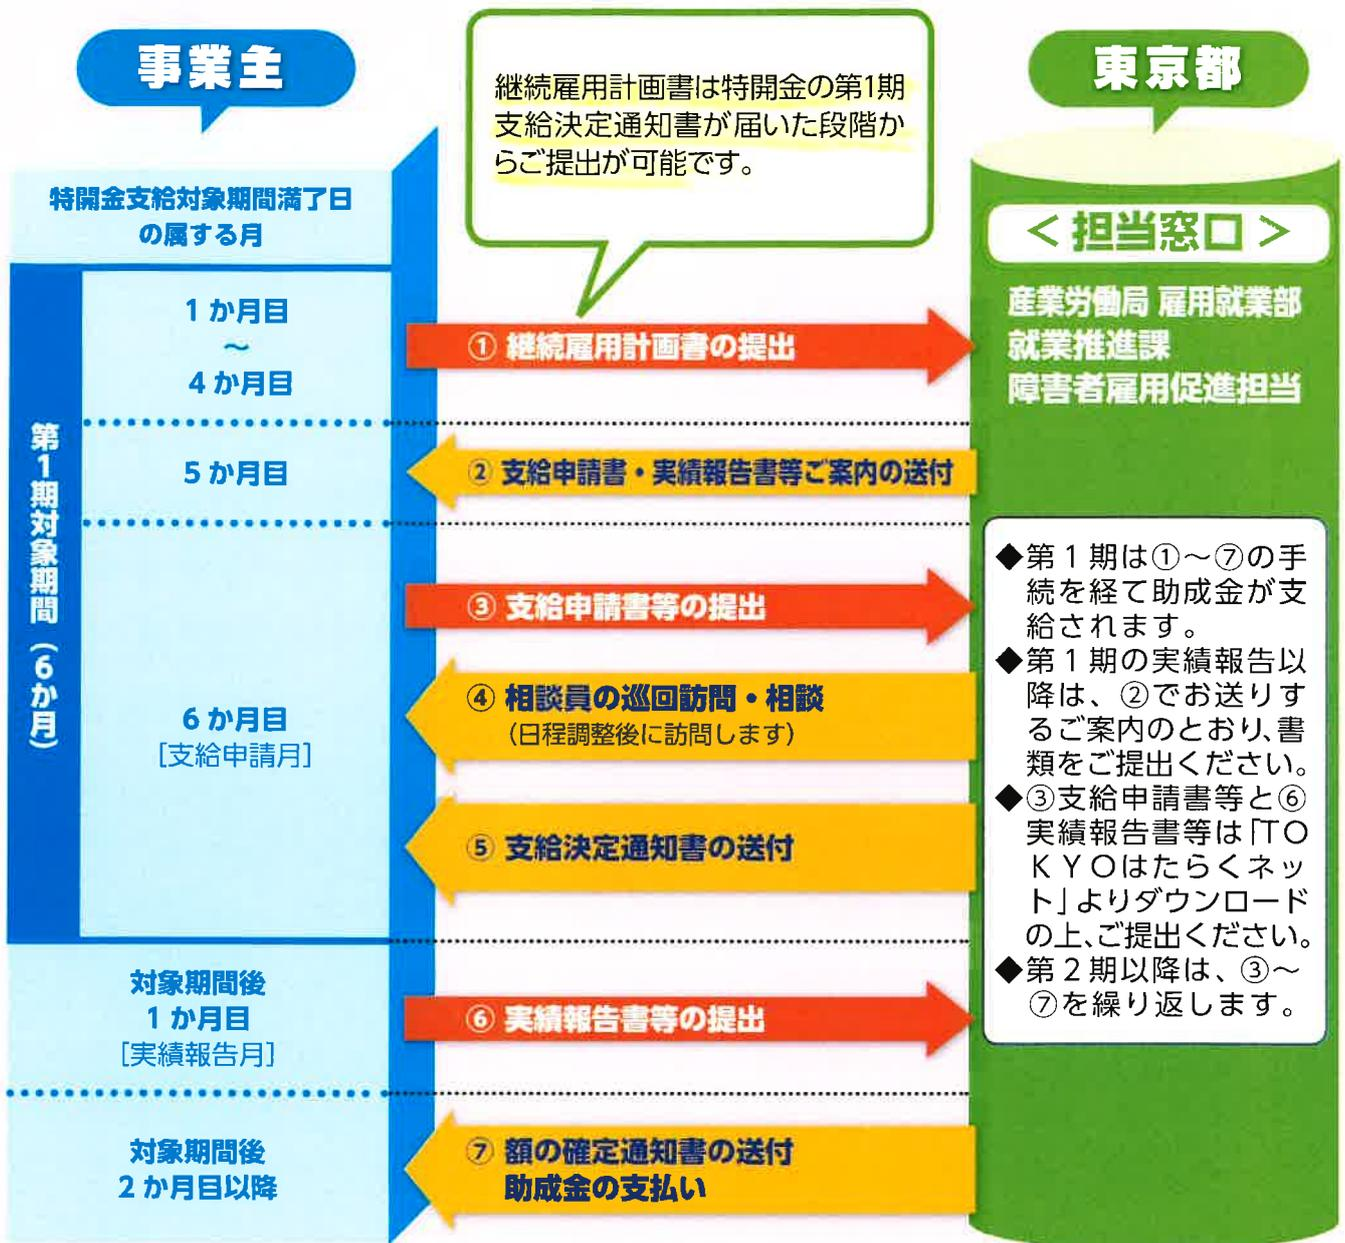 事業主
継続雇用計画書は特開金の第1期
支給決定通知書が届いた段階か
らご提出が可能です。
東京都
特開金支給対象期間満了日
の属する月
＜担当窓口＞
産業労働局 雇用就業部
就業推進課
障害者雇用促進担当
第1期対象期間（6か月）
1か月目
～
4か月目
① 継続雇用計画書の提出
5か月目
② 支給申請書・実績報告書等ご案内の送付
6か月目
［支給申請月］
③ 支給申請書等の提出
④ 相談員の巡回訪問・相談
（日程調整後に訪問します）
⑤ 支給決定通知書の送付
対象期間後
1か月目
［実績報告月］
⑥ 実績報告書等の提出
対象期間後
2か月目以降
⑦ 額の確定通知書の送付
助成金の支払い
◆第1期は①～⑦の手
続を経て助成金が支
給されます。
◆第1期の実績報告以
降は、②でお送りす
るご案内のとおり、書
類をご提出ください。
◆③支給申請書等と⑥
実績報告書等は「TO
KYOはたらくネッ
ト」よりダウンロード
の上、ご提出ください。
◆第2期以降は、③～
⑦を繰り返します。